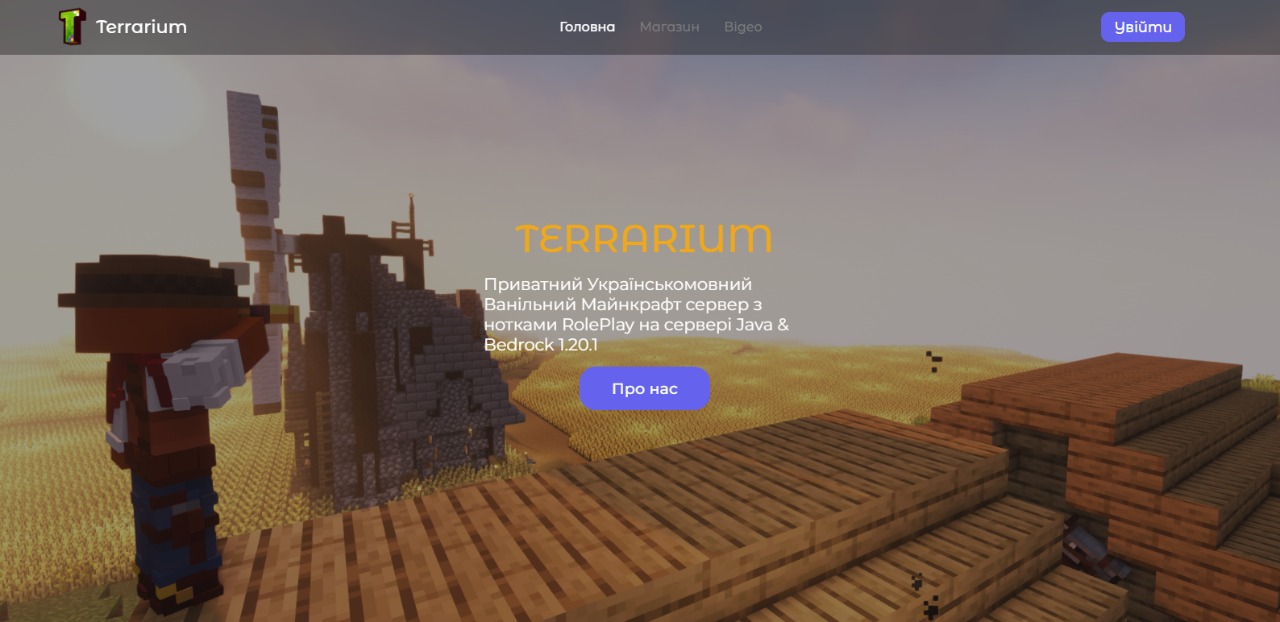 Terrarium
Головна
Магазин
Відео
Увійти
TERRARIUM
Приватний Українськомовний
Ванільний Майнкрафт сервер з
нотками RolePlay на сервері Java &
Bedrock 1.20.1
Про нас